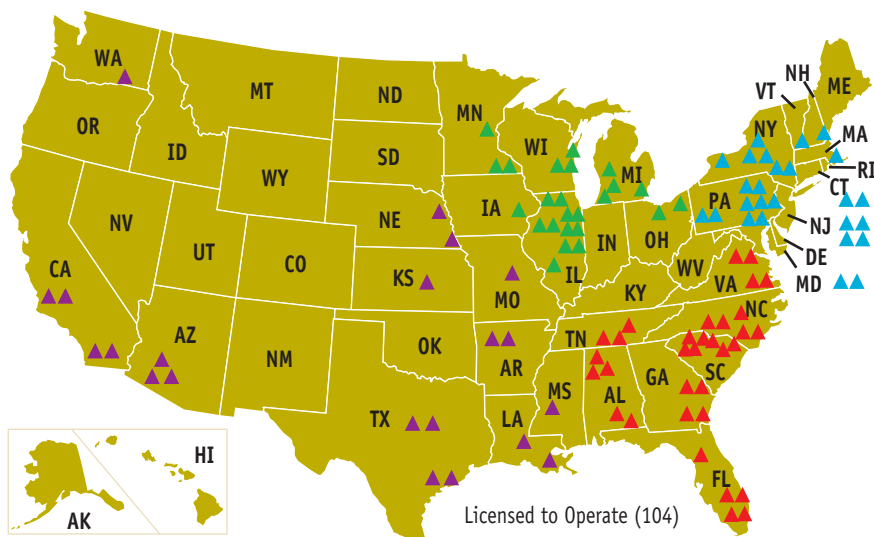 WA
MT
ND
MN
OR
ID
WY
SD
WI
MI
NY
VT
NH
ME
MA
RI
CT
NV
UT
CO
NE
IA
IL
IN
OH
PA
NJ
DE
MD
CA
AZ
NM
KS
OK
MO
AR
KY
WV
VA
TN
NC
SC
TX
LA
MS
AL
GA
FL
HI
AK
Licensed to Operate (104)